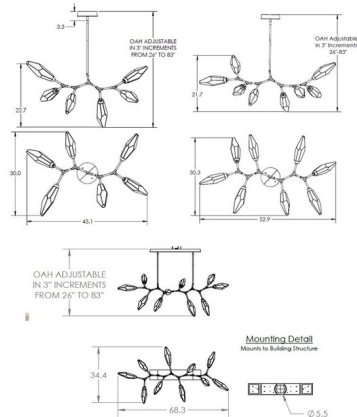 3.3
OAH ADJUSTABLE
IN 3" INCREMENTS
FROM 26" TO 83"
22.7
OAH Adjustable
in 3" Increments
26"-83"
21.7
30.0
43.1
30.3
52.9
OAH ADJUSTABLE
IN 3" INCREMENTS
FROM 26" TO 83"
34.4
68.3
Mounting Detail
Mounts to Building Structure
Ø5.5